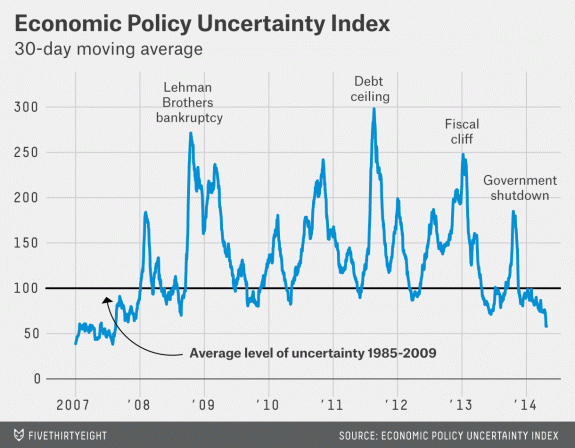 Economic Policy Uncertainty Index
30-day moving average
Lehman
Brothers
bankruptcy
Debt
ceiling
Fiscal
cliff
Government
shutdown
300
250
200
150
100
50
0
Average level of uncertainty 1985-2009
2007 '08 '09 '10 '11 '12 '13 '14
FIVETHIRTYEIGHT
SOURCE: ECONOMIC POLICY UNCERTAINTY INDEX